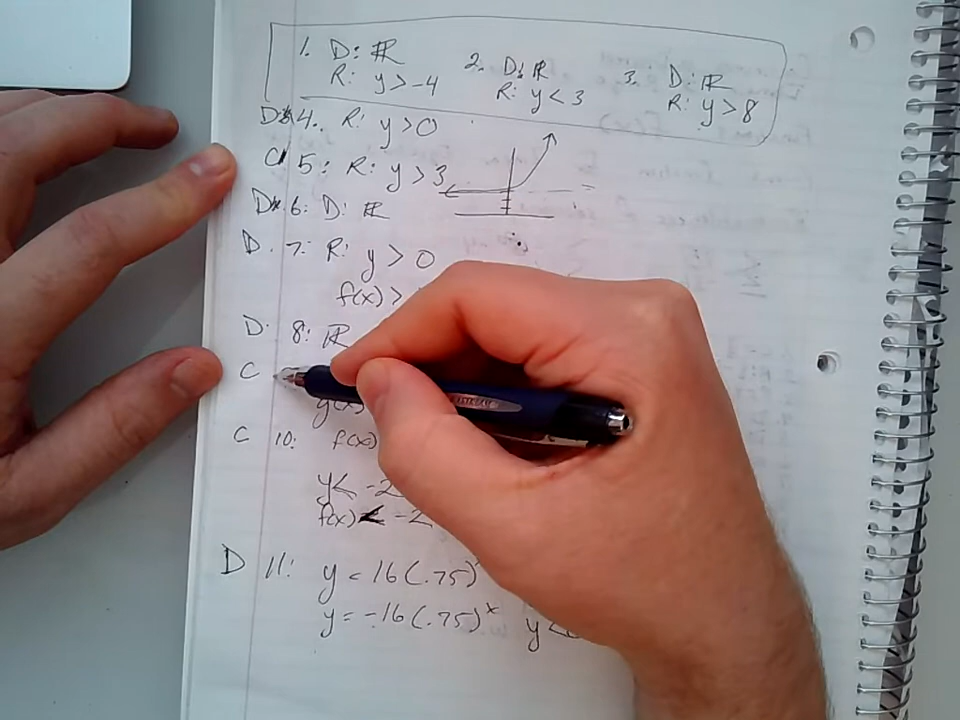 1. D: ℝ 2. D: ℝ 3. D: ℝ
R: y > -4 R: y < 3 R: y > 8
D 4. R: y > 0
C 5: R: y > 3
D 6: D: ℝ
D. 7: R: y > 0
f(x) >
D: 8: ℝ
C
C 10: f(x)
y < -2
f(x) < -2
D 11: y = 16(.75)
y = -16(.75)^x y <